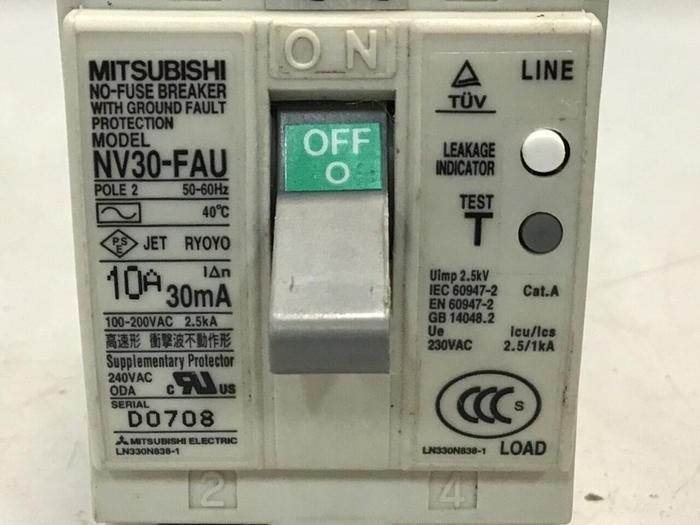 ON
MITSUBISHI
NO-FUSE BREAKER
WITH GROUND FAULT
PROTECTION
MODEL
NV30-FAU
POLE 2 50-60Hz
40℃
PSE JET RYOYO
10A I∆n 30mA
100-200VAC 2.5kA
高速形 衝撃波不動作形
Supplementary Protector
240VAC
ODA c RU US
SERIAL
D0708
MITSUBISHI ELECTRIC
LN330N838-1
OFF
O
TÜV
LINE
LEAKAGE
INDICATOR
TEST
T
Uimp 2.5kV
IEC 60947-2 Cat.A
EN 60947-2
GB 14048.2
Ue Icu/Ics
230VAC 2.5/1kA
CCC S
LN330N838-1 LOAD
2 4